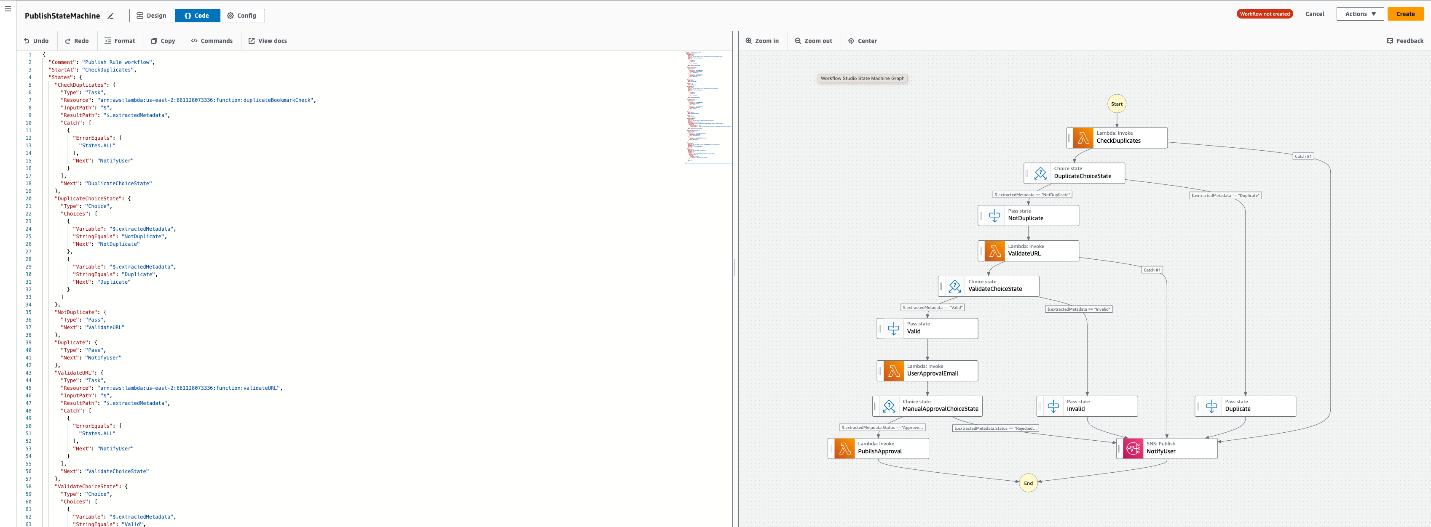 PublishStateMachine
Design
{} Code
Config
Workflow not created
Cancel
Actions
Create
Undo
Redo
Format
Copy
Commands
View docs
Zoom in
Zoom out
Center
Feedback
1 {
2 "Comment": "Publish Rule workflow",
3 "StartAt": "CheckDuplicates",
4 "States": {
5 "CheckDuplicates": {
6 "Type": "Task",
7 "Resource": "arn:aws:lambda:us-east-2:681126073336:function:duplicateBookmarkCheck",
8 "InputPath": "$",
9 "ResultPath": "$.extractedMetadata",
10 "Catch": [
11 {
12 "ErrorEquals": [
13 "States.ALL"
14 ],
15 "Next": "NotifyUser"
16 }
17 ],
18 "Next": "DuplicateChoiceState"
19 },
20 "DuplicateChoiceState": {
21 "Type": "Choice",
22 "Choices": [
23 {
24 "Variable": "$.extractedMetadata",
25 "StringEquals": "NotDuplicate",
26 "Next": "NotDuplicate"
27 },
28 {
29 "Variable": "$.extractedMetadata",
30 "StringEquals": "Duplicate",
31 "Next": "Duplicate"
32 }
33 ]
34 },
35 "NotDuplicate": {
36 "Type": "Pass",
37 "Next": "ValidateURL"
38 },
39 "Duplicate": {
40 "Type": "Pass",
41 "Next": "NotifyUser"
42 },
43 "ValidateURL": {
44 "Type": "Task",
45 "Resource": "arn:aws:lambda:us-east-2:681126073336:function:validateURL",
46 "InputPath": "$",
47 "ResultPath": "$.extractedMetadata",
48 "Catch": [
49 {
50 "ErrorEquals": [
51 "States.ALL"
52 ],
53 "Next": "NotifyUser"
54 }
55 ],
56 "Next": "ValidateChoiceState"
57 },
58 "ValidateChoiceState": {
59 "Type": "Choice",
60 "Choices": [
61 {
62 "Variable": "$.extractedMetadata",
63 "StringEquals": "Valid",
Workflow Studio State Machine Graph
Start
Lambda: Invoke
CheckDuplicates
Catch #1
Choice state
DuplicateChoiceState
$.extractedMetadata == "NotDuplicate"
$.extractedMetadata == "Duplicate"
Pass state
NotDuplicate
Lambda: Invoke
ValidateURL
Catch #1
Choice state
ValidateChoiceState
$.extractedMetadata == "Valid"
$.extractedMetadata == "Invalid"
Pass state
Valid
Lambda: Invoke
UserApprovalEmail
Choice state
ManualApprovalChoiceState
Pass state
Invalid
Pass state
Duplicate
$.extractedMetadata.Status == "Approve...
$.extractedMetadata.Status == "Rejected...
Lambda: Invoke
PublishApproval
SNS: Publish
NotifyUser
End